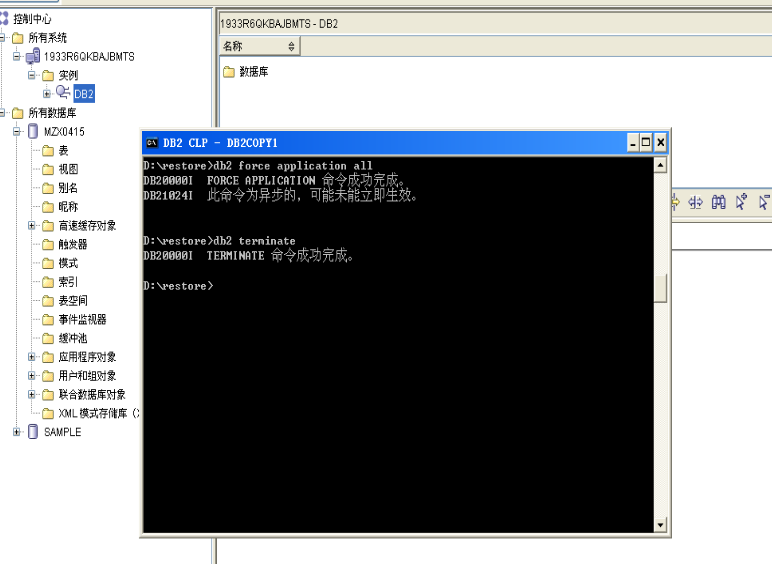 控制中心
所有系统
1933R6QKBAJBMTS
实例
DB2
所有数据库
MZX0415
表
视图
别名
昵称
高速缓存对象
触发器
模式
索引
表空间
事件监视器
缓冲池
应用程序对象
用户和组对象
联合数据库对象
XML 模式存储库
SAMPLE
1933R6QKBAJBMTS - DB2
名称
数据库
DB2 CLP - DB2COPY1
D:\restore>db2 force application all
DB20000I  FORCE APPLICATION 命令成功完成。
DB21024I  此命令为异步的，可能未能立即生效。
D:\restore>db2 terminate
DB20000I  TERMINATE 命令成功完成。
D:\restore>